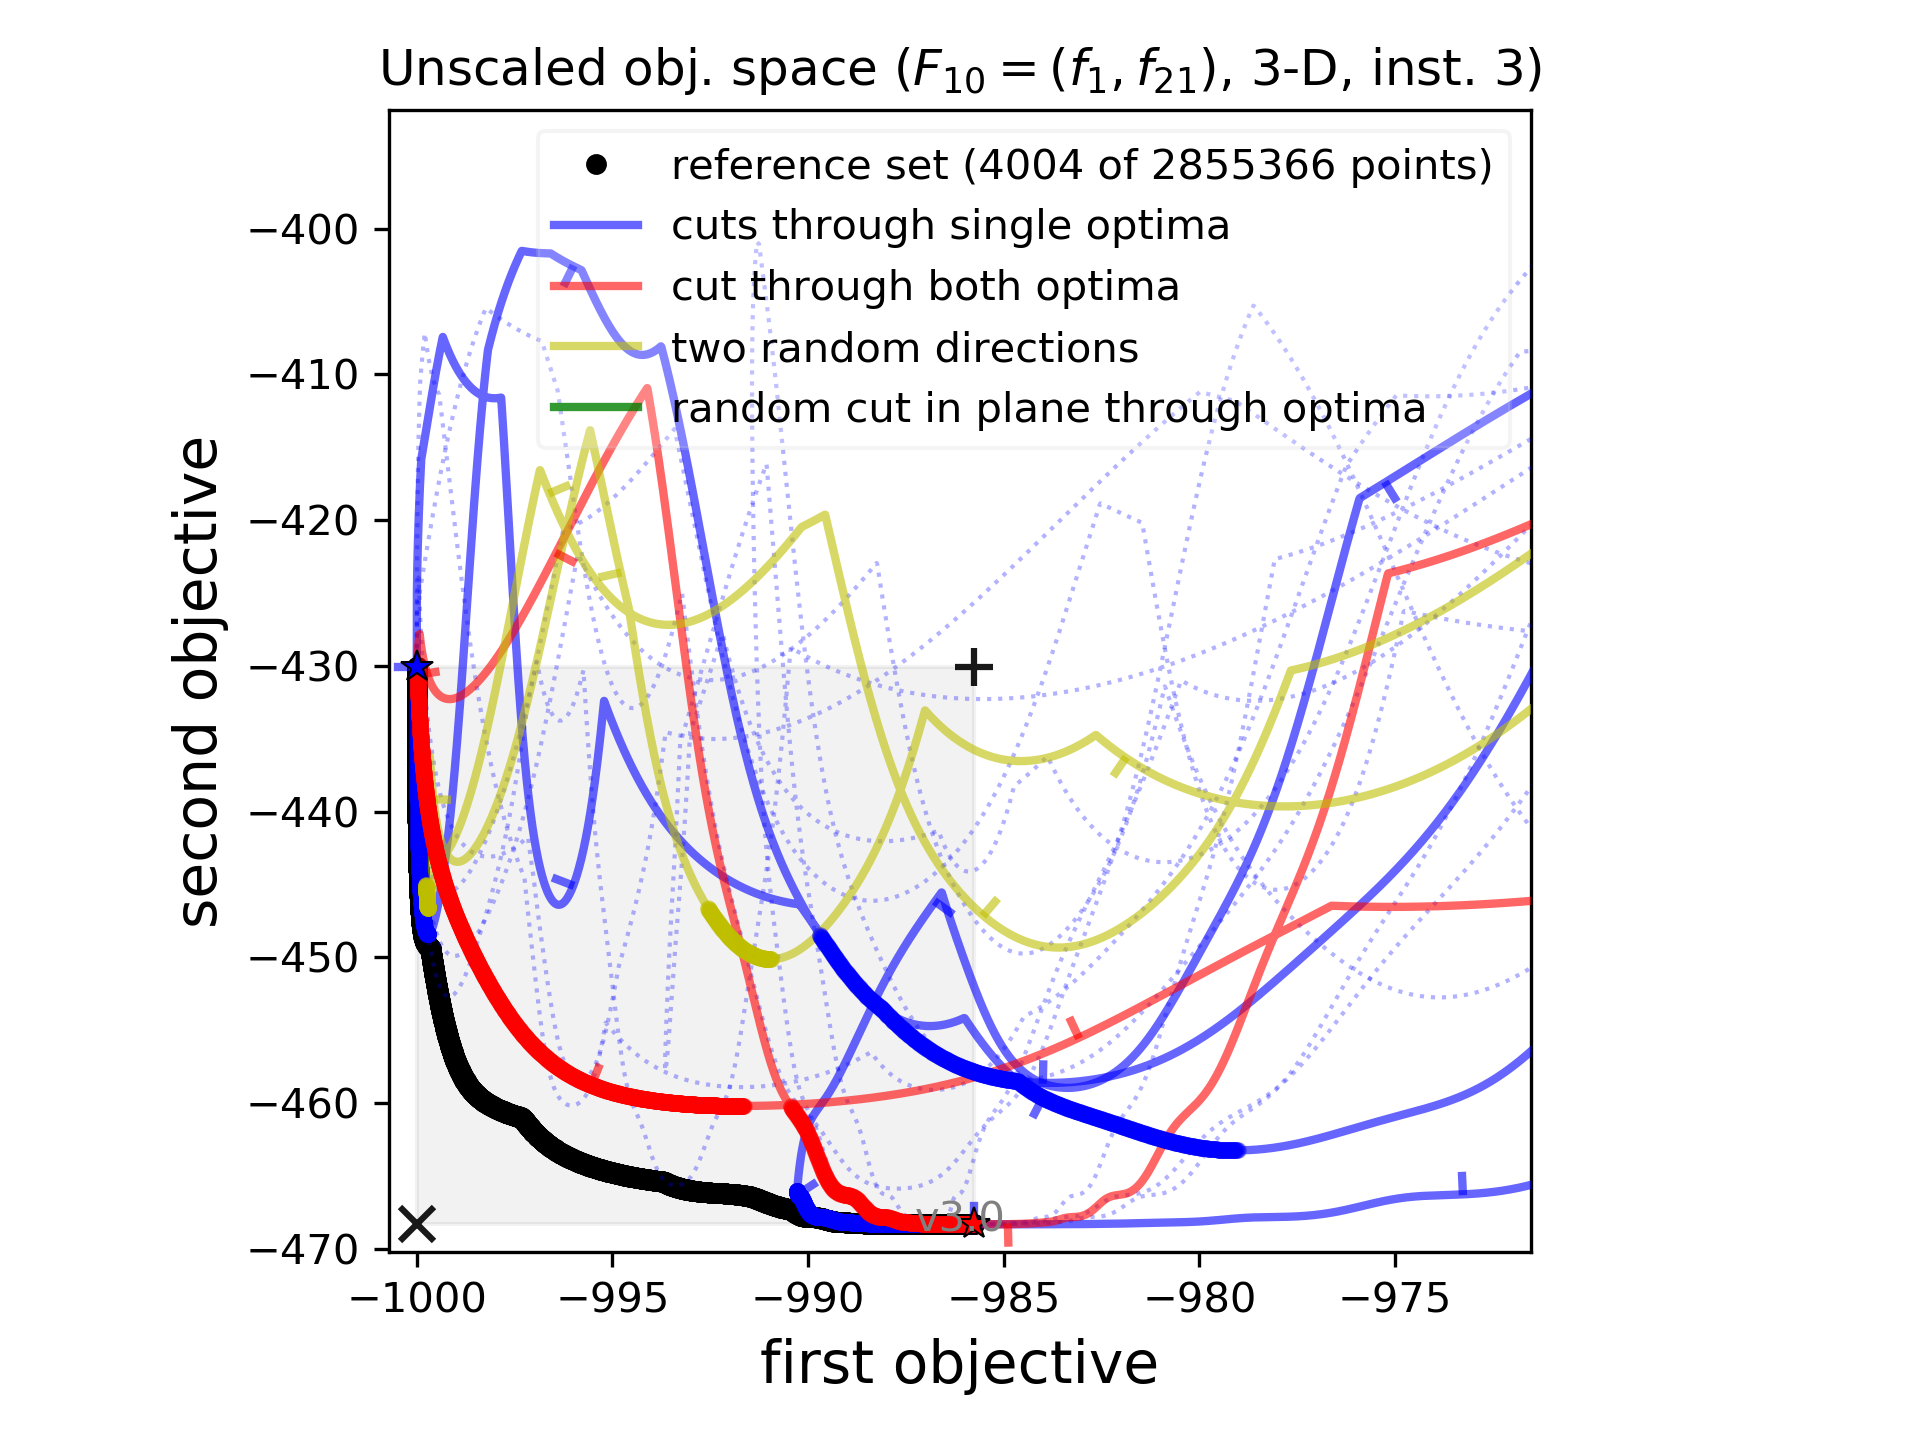 Unscaled obj. space (F₁₀ = (f₁, f₂₁), 3-D, inst. 3)
reference set (4004 of 2855366 points)
cuts through single optima
cut through both optima
two random directions
random cut in plane through optima
second objective
−400
−410
−420
−430
−440
−450
−460
−470
v3.0
−1000
−995
−990
−985
−980
−975
first objective